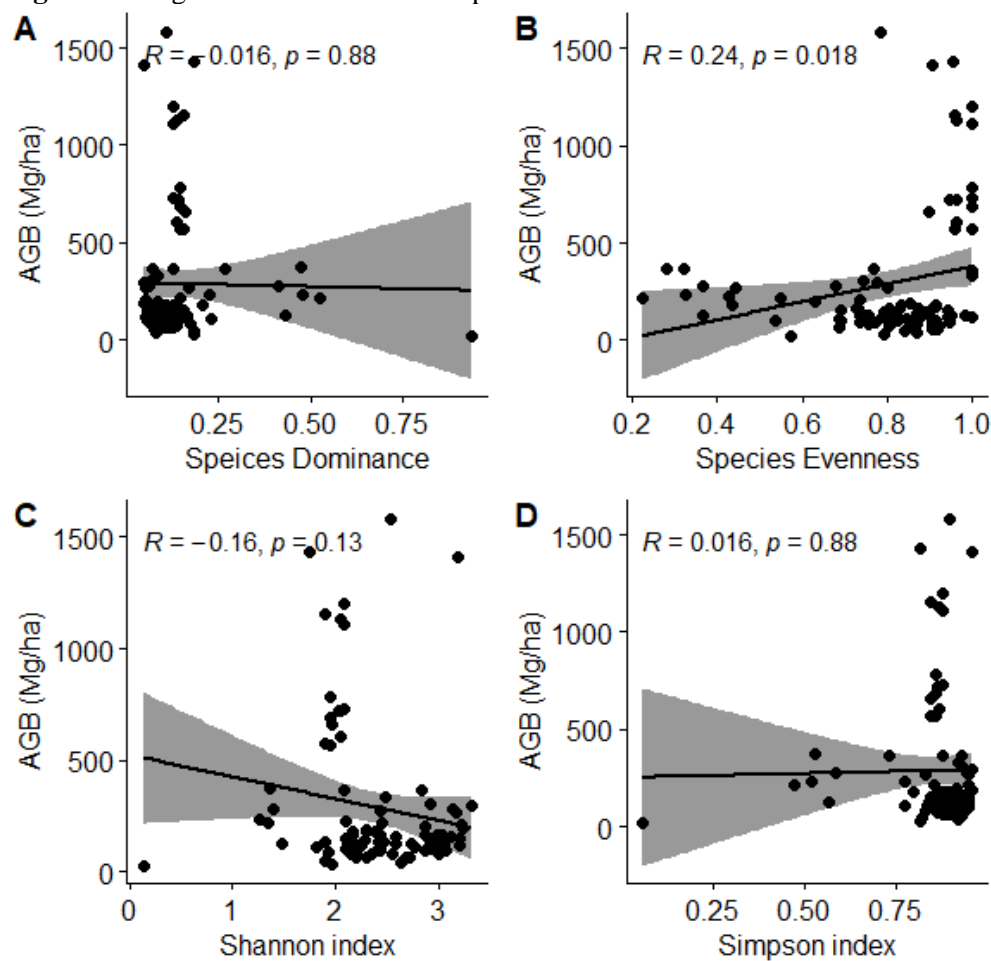 A
R = −0.016, p = 0.88
1500
1000
500
0
AGB (Mg/ha)
0.25 0.50 0.75
Speices Dominance
B
R = 0.24, p = 0.018
1500
1000
500
0
AGB (Mg/ha)
0.2 0.4 0.6 0.8 1.0
Species Evenness
C
R = −0.16, p = 0.13
1500
1000
500
0
AGB (Mg/ha)
0 1 2 3
Shannon index
D
R = 0.016, p = 0.88
1500
1000
500
0
AGB (Mg/ha)
0.25 0.50 0.75
Simpson index